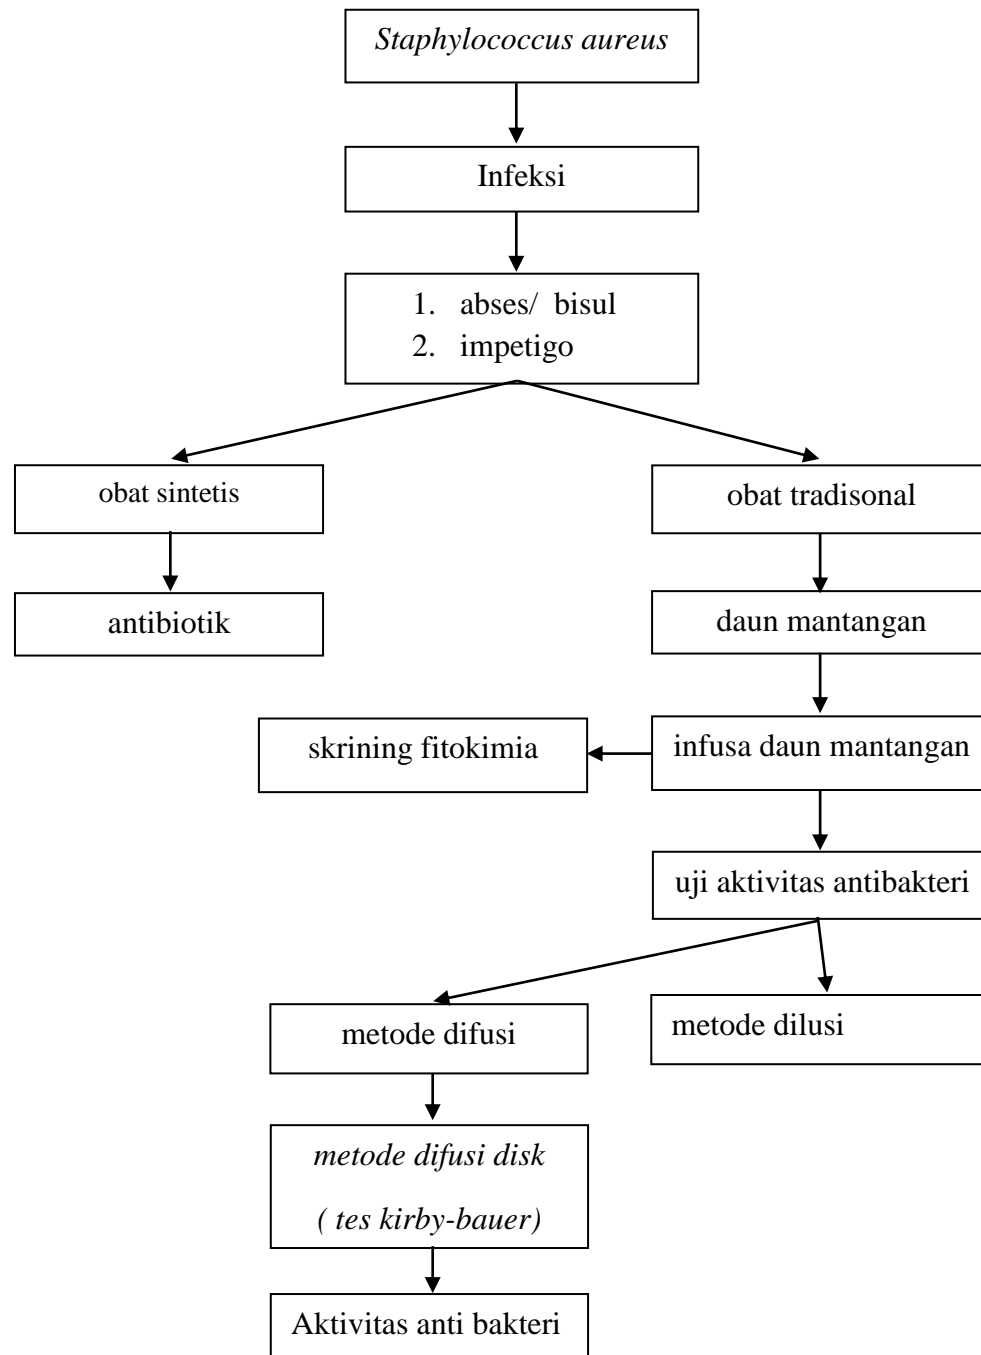 Staphylococcus aureus
Infeksi
1. abses/ bisul
2. impetigo
obat sintetis
obat tradisonal
antibiotik
daun mantangan
skrining fitokimia
infusa daun mantangan
uji aktivitas antibakteri
metode difusi
metode dilusi
metode difusi disk
( tes kirby-bauer)
Aktivitas anti bakteri